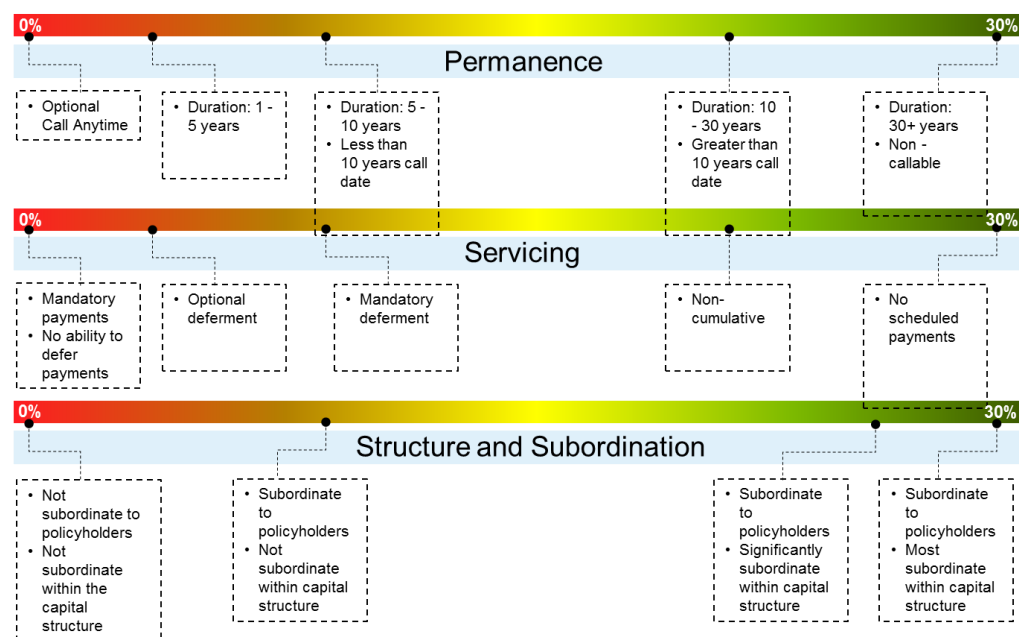 0%
30%
Permanence
• Optional
Call Anytime
• Duration: 1 -
5 years
• Duration: 5 -
10 years
• Less than
10 years call
date
• Duration: 10
- 30 years
• Greater than
10 years call
date
• Duration:
30+ years
• Non -
callable
0%
30%
Servicing
• Mandatory
payments
• No ability to
defer
payments
• Optional
deferment
• Mandatory
deferment
• Non-
cumulative
• No
scheduled
payments
0%
30%
Structure and Subordination
• Not
subordinate to
policyholders
• Not
subordinate
within the
capital
structure
• Subordinate
to
policyholders
• Not
subordinate
within capital
structure
• Subordinate
to
policyholders
• Significantly
subordinate
within capital
structure
• Subordinate
to
policyholders
• Most
subordinate
within capital
structure